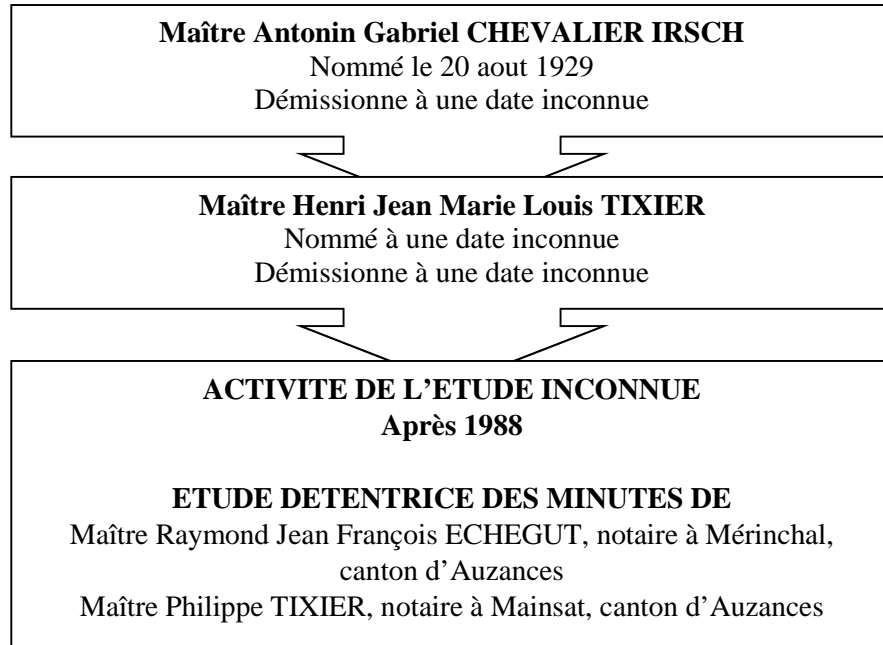 Maître Antonin Gabriel CHEVALIER IRSCH
Nommé le 20 aout 1929
Démissionne à une date inconnue
Maître Henri Jean Marie Louis TIXIER
Nommé à une date inconnue
Démissionne à une date inconnue
ACTIVITE DE L’ETUDE INCONNUE
Après 1988
ETUDE DETENTRICE DES MINUTES DE
Maître Raymond Jean François ECHEGUT, notaire à Mérinchal,
canton d’Auzances
Maître Philippe TIXIER, notaire à Mainsat, canton d’Auzances